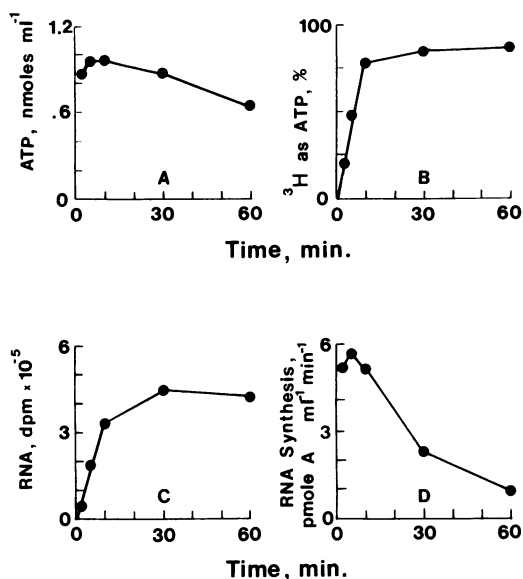 ATP, nmoles ml⁻¹
1.2
.6
0
A
0 30 60
³H as ATP, %
100
0
B
0 30 60
Time, min.
RNA, dpm × 10⁻⁵
6
3
0
C
0 30 60
RNA Synthesis,
pmole A ml⁻¹ min⁻¹
6
3
0
D
0 30 60
Time, min.